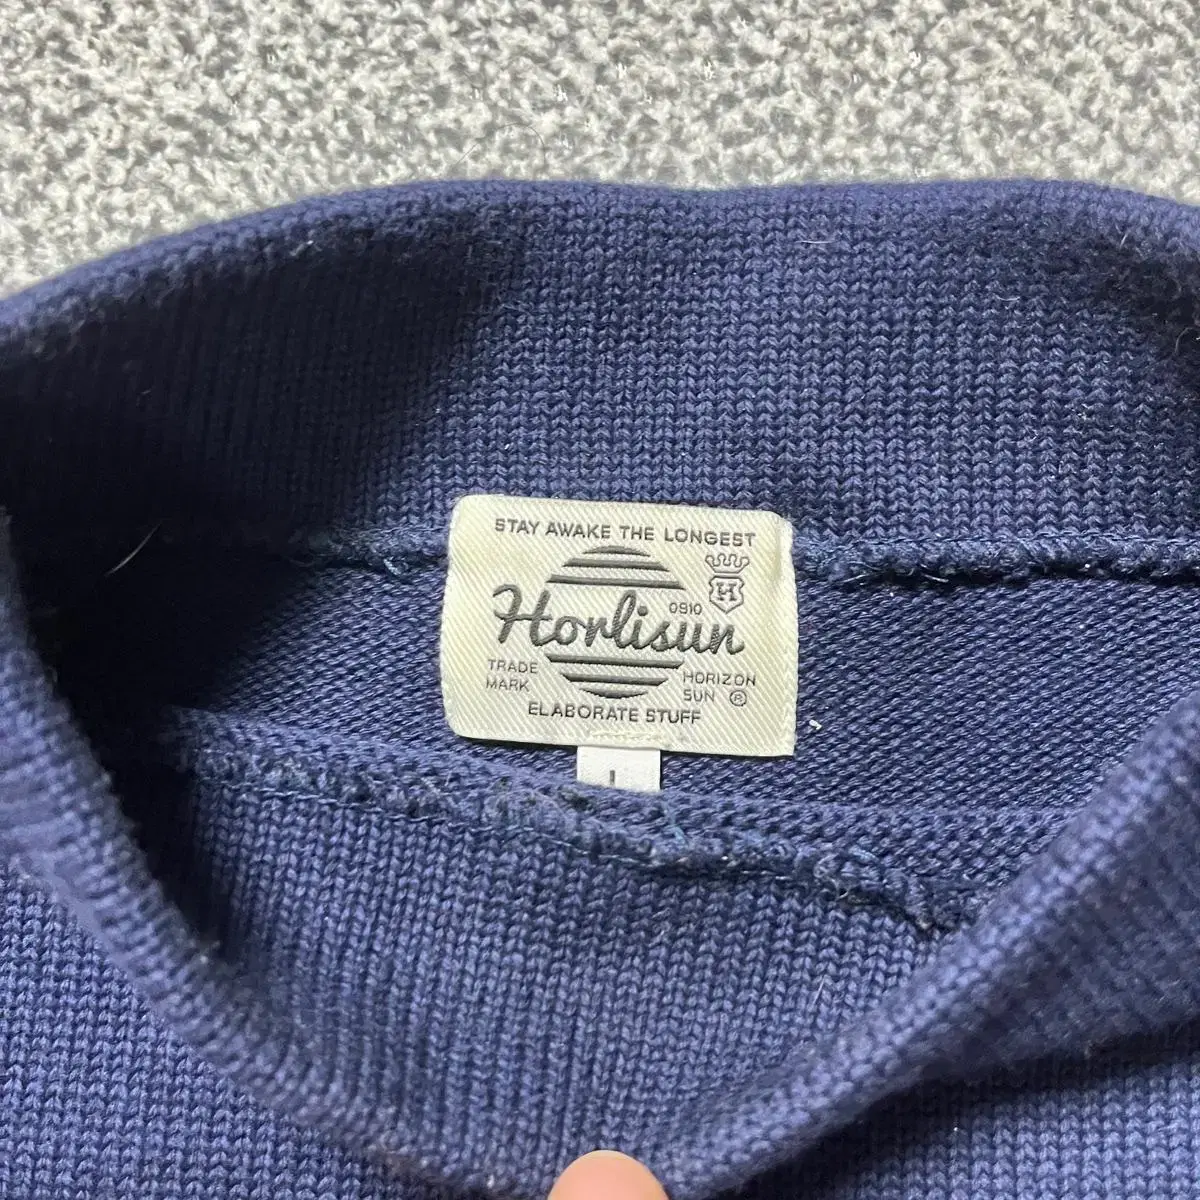 STAY AWAKE THE LONGEST
H
0910
Horlisun
TRADE MARK
HORIZON SUN ®
ELABORATE STUFF